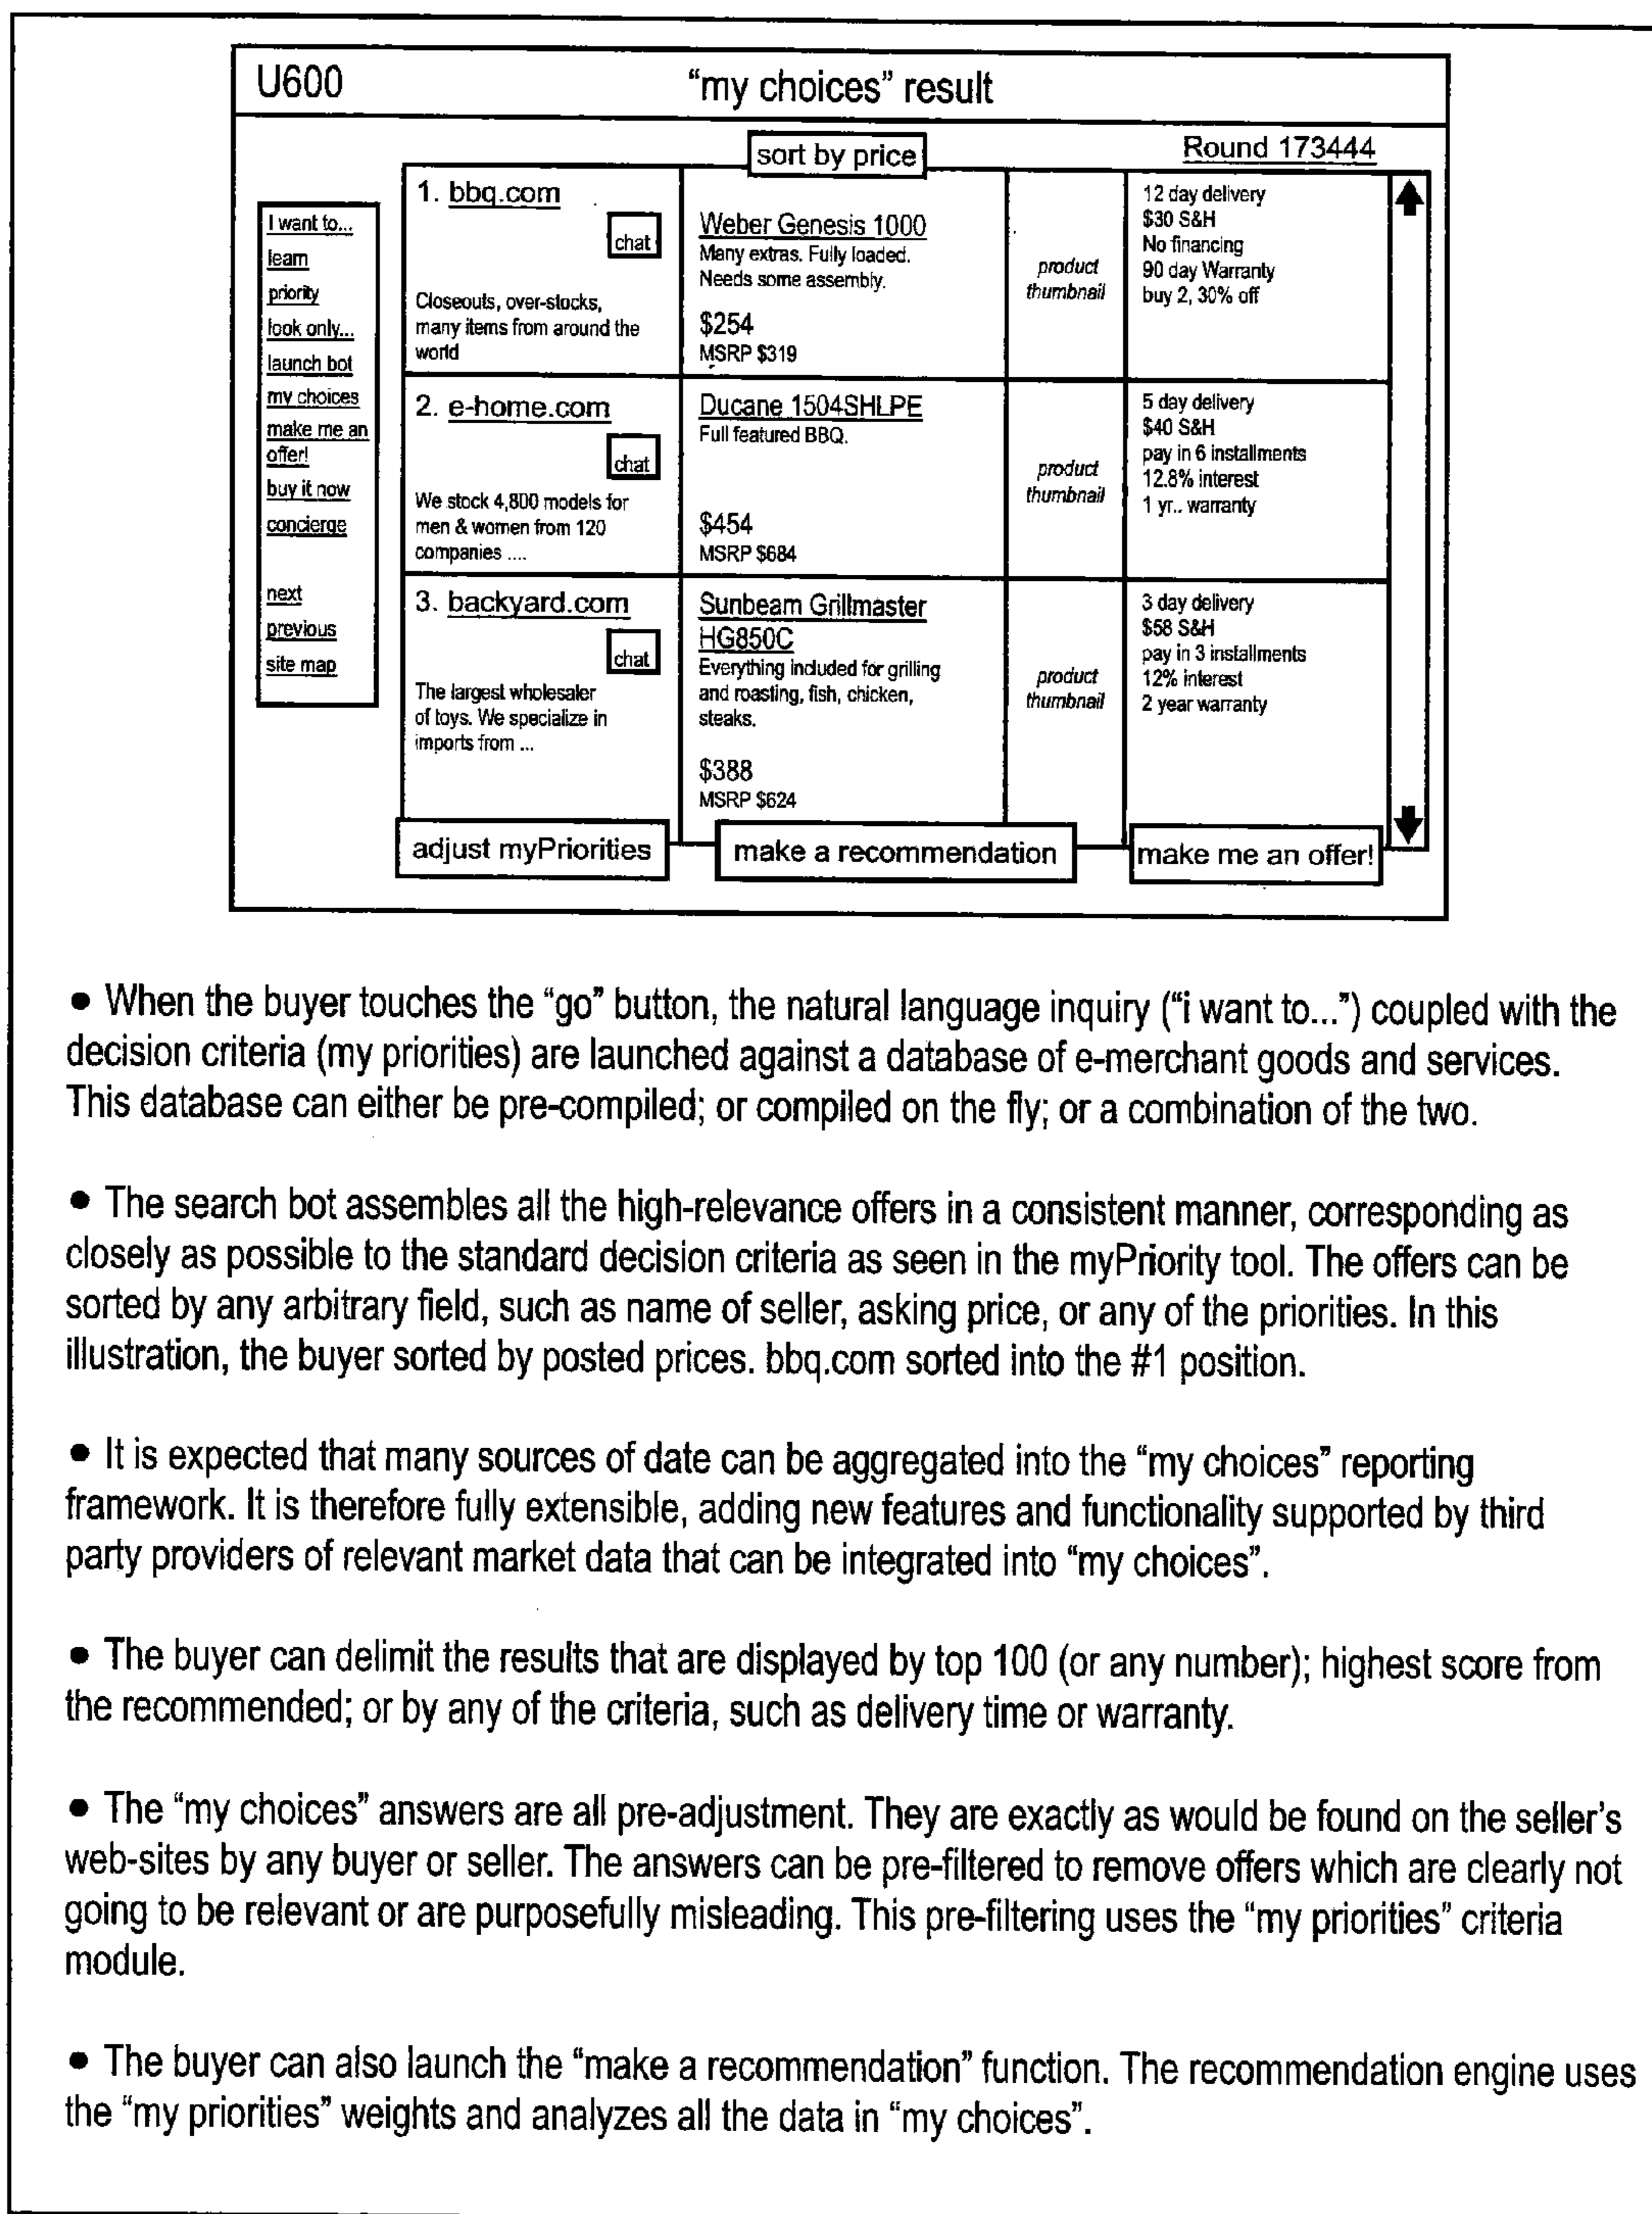 U600
“my choices” result
sort by price
Round 173444
I want to...
learn
priority
look only...
launch bot
my choices
make me an
offer!
buy it now
concierge
next
previous
site map
1. bbq.com
chat
Closeouts, over-stocks,
many items from around the
world
Weber Genesis 1000
Many extras. Fully loaded.
Needs some assembly.
$254
MSRP $319
product
thumbnail
12 day delivery
$30 S&H
No financing
90 day Warranty
buy 2, 30% off
2. e-home.com
chat
We stock 4,800 models for
men & women from 120
companies ....
Ducane 1504SHLPE
Full featured BBQ.
$454
MSRP $684
product
thumbnail
5 day delivery
$40 S&H
pay in 6 installments
12.8% interest
1 yr.. warranty
3. backyard.com
chat
The largest wholesaler
of toys. We specialize in
imports from ...
Sunbeam Grillmaster
HG850C
Everything included for grilling
and roasting, fish, chicken,
steaks.
$388
MSRP $624
product
thumbnail
3 day delivery
$58 S&H
pay in 3 installments
12% interest
2 year warranty
adjust myPriorities
make a recommendation
make me an offer!
• When the buyer touches the “go” button, the natural language inquiry (“i want to...”) coupled with the
decision criteria (my priorities) are launched against a database of e-merchant goods and services.
This database can either be pre-compiled; or compiled on the fly; or a combination of the two.
• The search bot assembles all the high-relevance offers in a consistent manner, corresponding as
closely as possible to the standard decision criteria as seen in the myPriority tool. The offers can be
sorted by any arbitrary field, such as name of seller, asking price, or any of the priorities. In this
illustration, the buyer sorted by posted prices. bbq.com sorted into the #1 position.
• It is expected that many sources of date can be aggregated into the “my choices” reporting
framework. It is therefore fully extensible, adding new features and functionality supported by third
party providers of relevant market data that can be integrated into “my choices”.
• The buyer can delimit the results that are displayed by top 100 (or any number); highest score from
the recommended; or by any of the criteria, such as delivery time or warranty.
• The “my choices” answers are all pre-adjustment. They are exactly as would be found on the seller’s
web-sites by any buyer or seller. The answers can be pre-filtered to remove offers which are clearly not
going to be relevant or are purposefully misleading. This pre-filtering uses the “my priorities” criteria
module.
• The buyer can also launch the “make a recommendation” function. The recommendation engine uses
the “my priorities” weights and analyzes all the data in “my choices”.